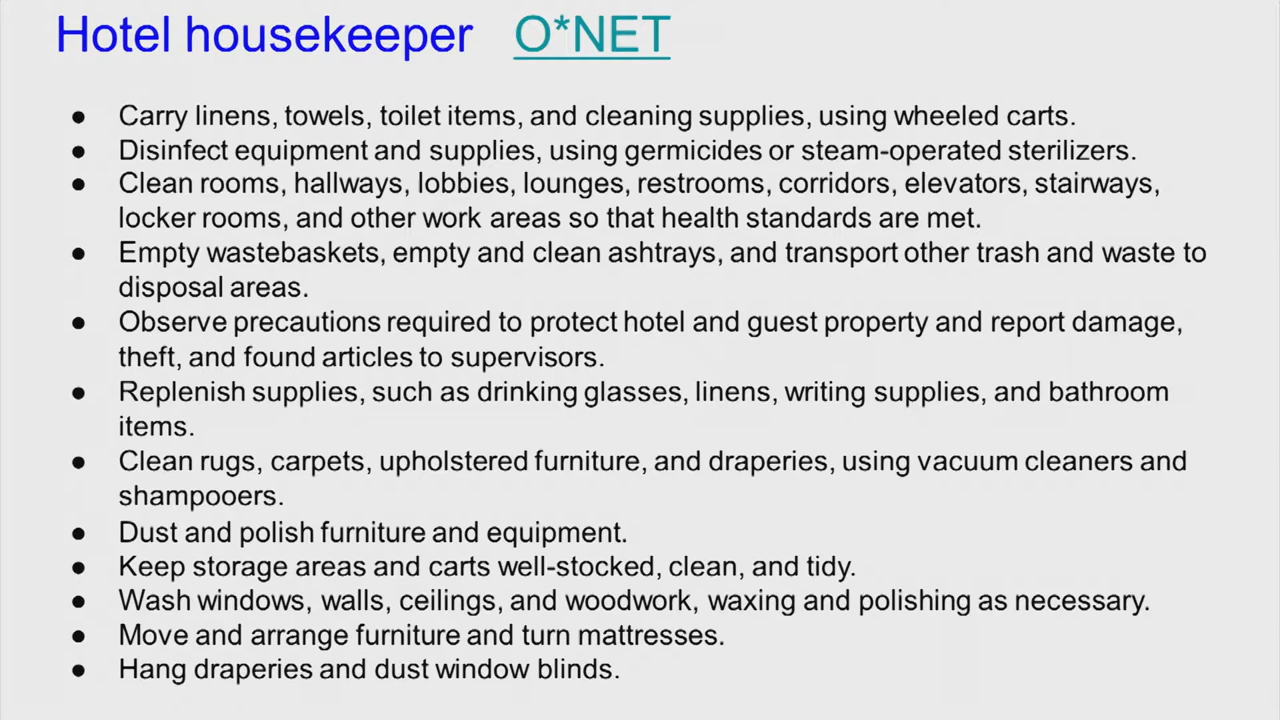 Hotel housekeeper O*NET
● Carry linens, towels, toilet items, and cleaning supplies, using wheeled carts.
● Disinfect equipment and supplies, using germicides or steam-operated sterilizers.
● Clean rooms, hallways, lobbies, lounges, restrooms, corridors, elevators, stairways,
locker rooms, and other work areas so that health standards are met.
● Empty wastebaskets, empty and clean ashtrays, and transport other trash and waste to
disposal areas.
● Observe precautions required to protect hotel and guest property and report damage,
theft, and found articles to supervisors.
● Replenish supplies, such as drinking glasses, linens, writing supplies, and bathroom
items.
● Clean rugs, carpets, upholstered furniture, and draperies, using vacuum cleaners and
shampooers.
● Dust and polish furniture and equipment.
● Keep storage areas and carts well-stocked, clean, and tidy.
● Wash windows, walls, ceilings, and woodwork, waxing and polishing as necessary.
● Move and arrange furniture and turn mattresses.
● Hang draperies and dust window blinds.